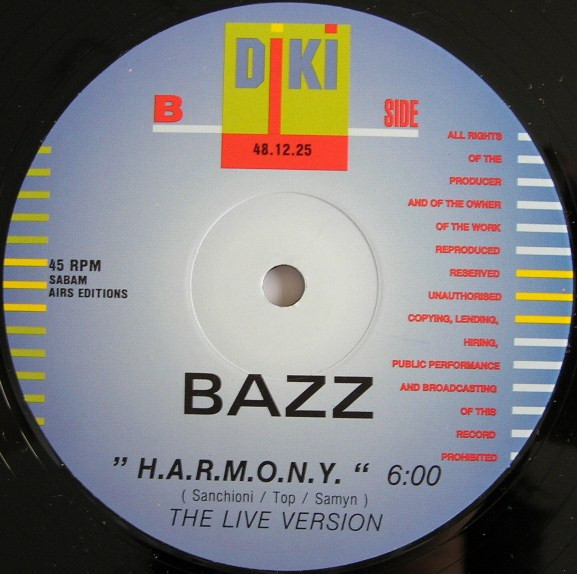 DiKi
B SIDE
48.12.25
ALL RIGHTS
OF THE
PRODUCER
AND OF THE OWNER
OF THE WORK
REPRODUCED
RESERVED
UNAUTHORISED
COPYING, LENDING,
HIRING,
PUBLIC PERFORMANCE
AND BROADCASTING
OF THIS
RECORD
PROHIBITED
45 RPM
SABAM
AIRS EDITIONS
BAZZ
” H.A.R.M.O.N.Y. “ 6:00
( Sanchioni / Top / Samyn )
THE LIVE VERSION